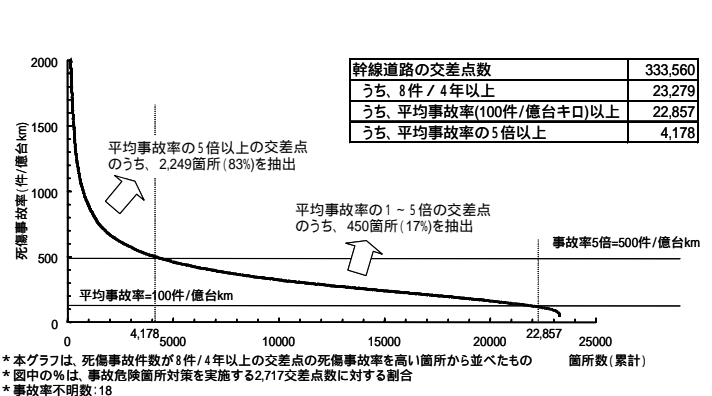 幹線道路の交差点数 333,560
うち、8件/4年以上 23,279
うち、平均事故率(100件/億台キロ)以上 22,857
うち、平均事故率の5倍以上 4,178
死傷事故率(件/億台km)
2000
1500
1000
500
0
平均事故率の5倍以上の交差点
のうち、2,249箇所(83%)を抽出
平均事故率の1~5倍の交差点
のうち、450箇所(17%)を抽出
事故率5倍=500件/億台km
平均事故率=100件/億台km
0 4,178 5000 10000 15000 20000 22,857 25000
箇所数(累計)
*本グラフは、死傷事故件数が8件/4年以上の交差点の死傷事故率を高い箇所から並べたもの
*図中の%は、事故危険箇所対策を実施する2,717交差点数に対する割合
*事故率不明数:18